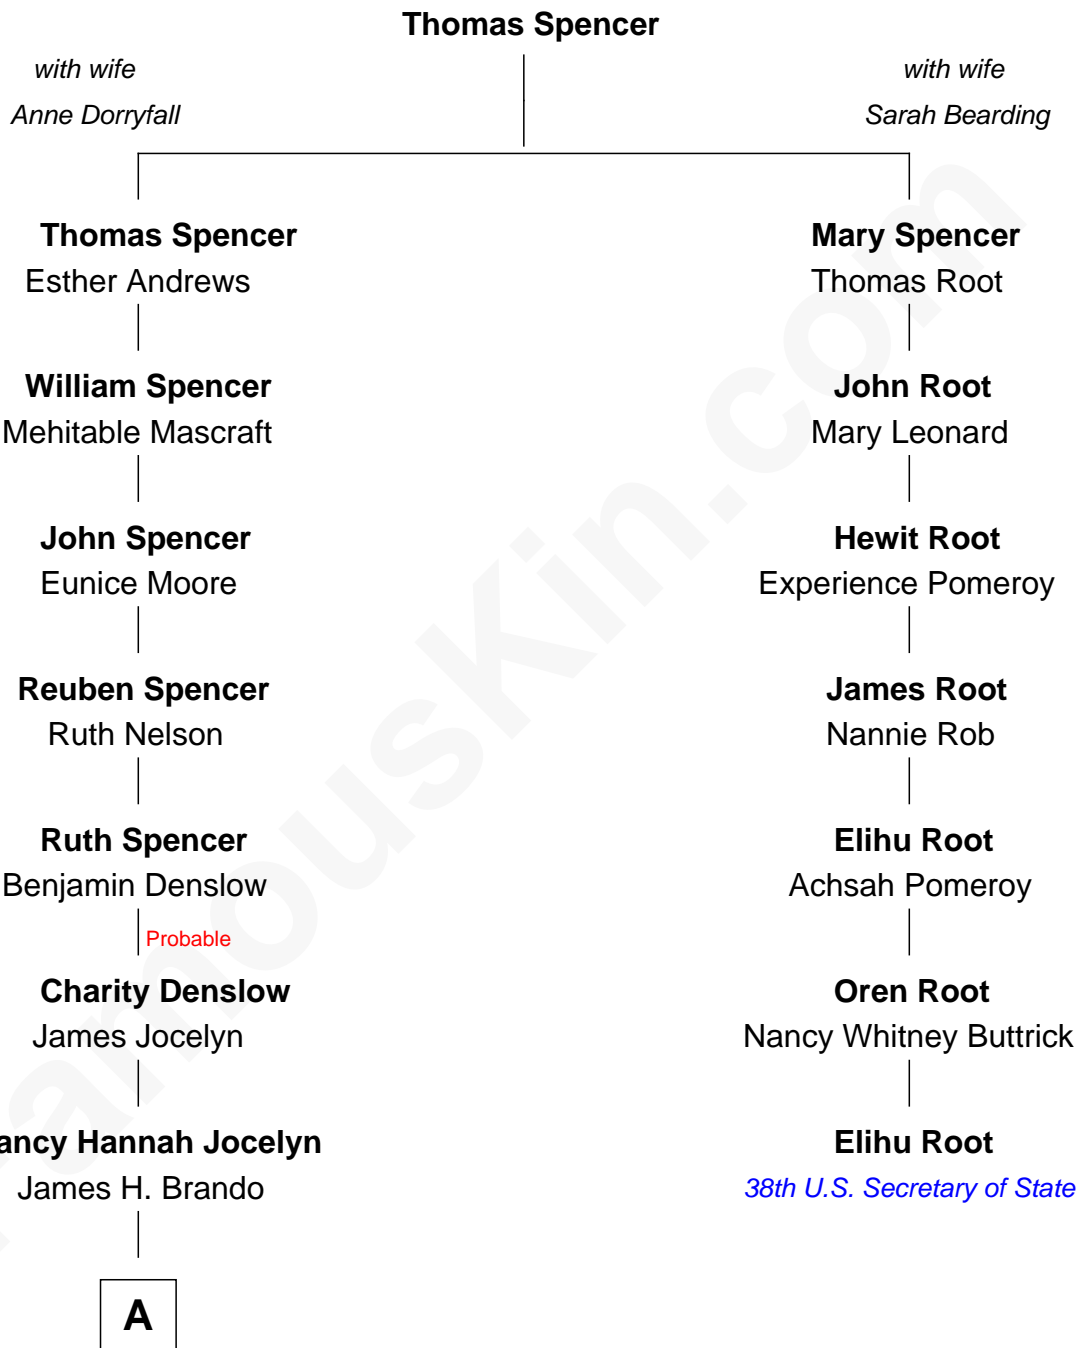 Thomas Spencer
with wife
Anne Dorryfall
with wife
Sarah Bearding
Thomas Spencer
Esther Andrews
Mary Spencer
Thomas Root
William Spencer
Mehitable Mascraft
John Root
Mary Leonard
John Spencer
Eunice Moore
Hewit Root
Experience Pomeroy
Reuben Spencer
Ruth Nelson
James Root
Nannie Rob
Ruth Spencer
Benjamin Denslow
Elihu Root
Achsah Pomeroy
Probable
Charity Denslow
James Jocelyn
Oren Root
Nancy Whitney Buttrick
ancy Hannah Jocelyn
James H. Brando
Elihu Root
38th U.S. Secretary of State
A
FamousKin.com